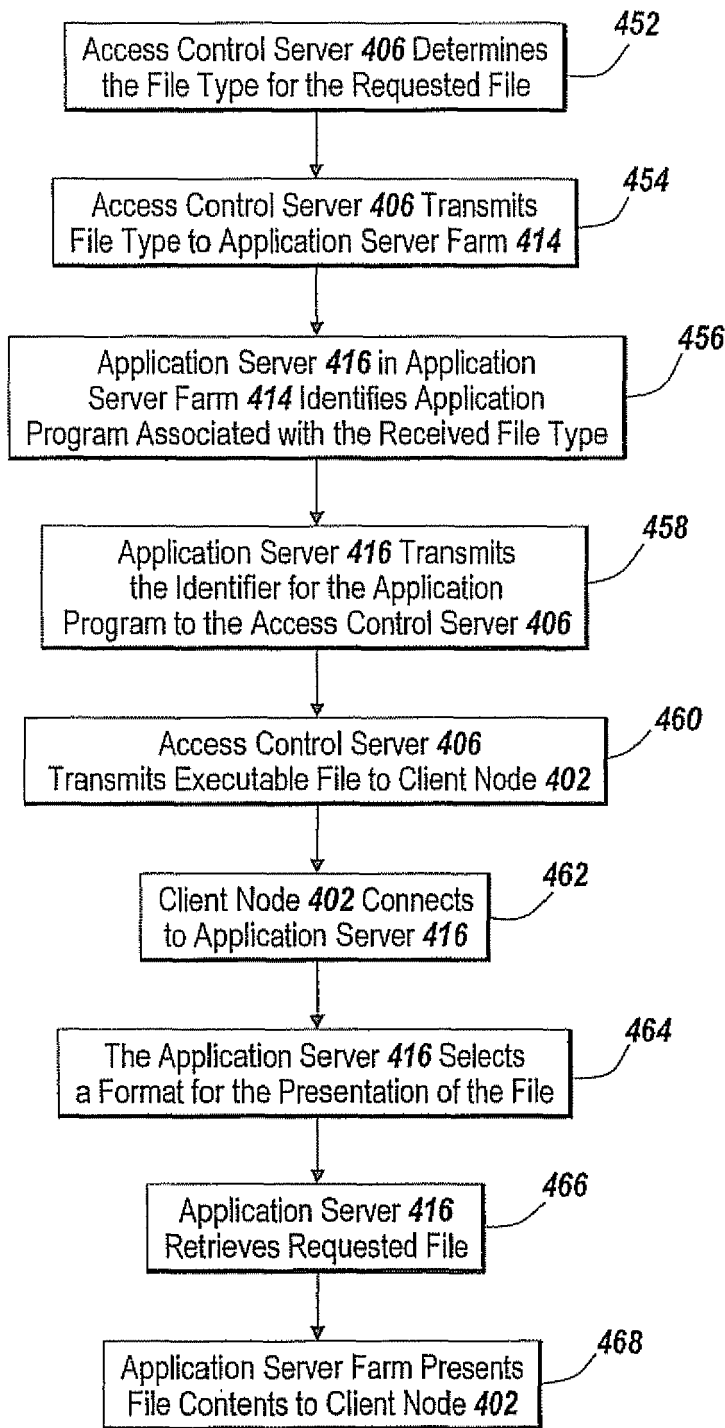 452
Access Control Server 406 Determines
the File Type for the Requested File
454
Access Control Server 406 Transmits
File Type to Application Server Farm 414
456
Application Server 416 in Application
Server Farm 414 Identifies Application
Program Associated with the Received File Type
458
Application Server 416 Transmits
the Identifier for the Application
Program to the Access Control Server 406
460
Access Control Server 406
Transmits Executable File to Client Node 402
462
Client Node 402 Connects
to Application Server 416
464
The Application Server 416 Selects
a Format for the Presentation of the File
466
Application Server 416
Retrieves Requested File
468
Application Server Farm Presents
File Contents to Client Node 402